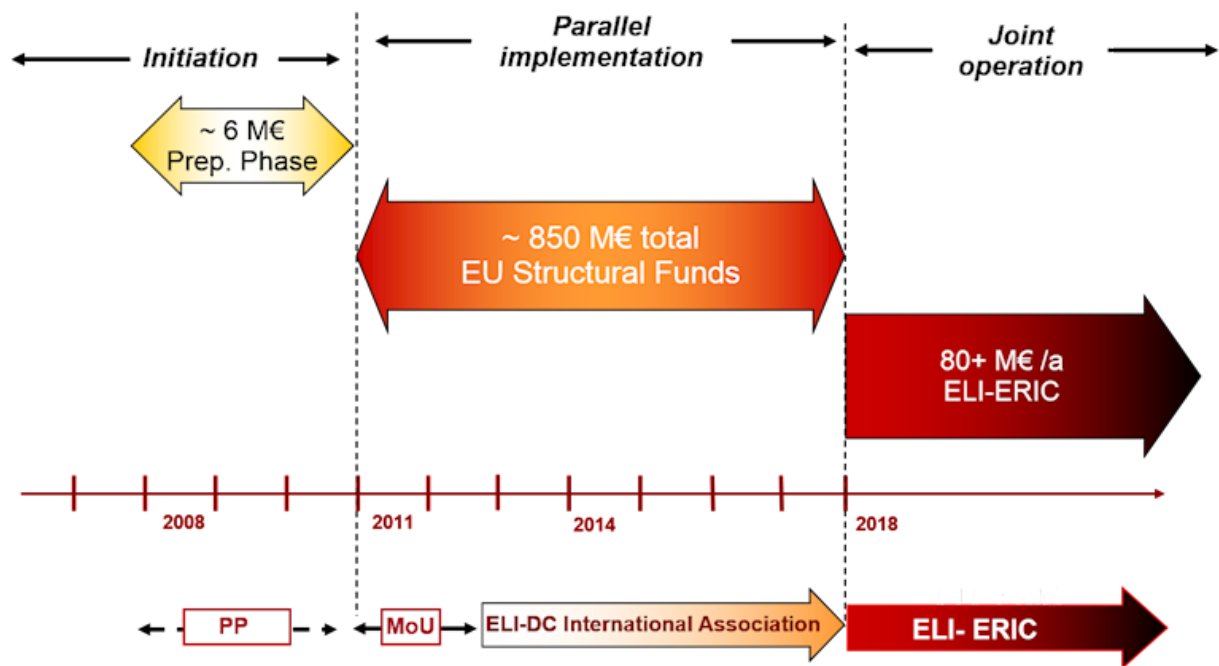 Initiation
Parallel
implementation
Joint
operation
~ 6 M€
Prep. Phase
~ 850 M€ total
EU Structural Funds
80+ M€ /a
ELI-ERIC
2008
2011
2014
2018
PP
MoU
ELI-DC International Association
ELI- ERIC